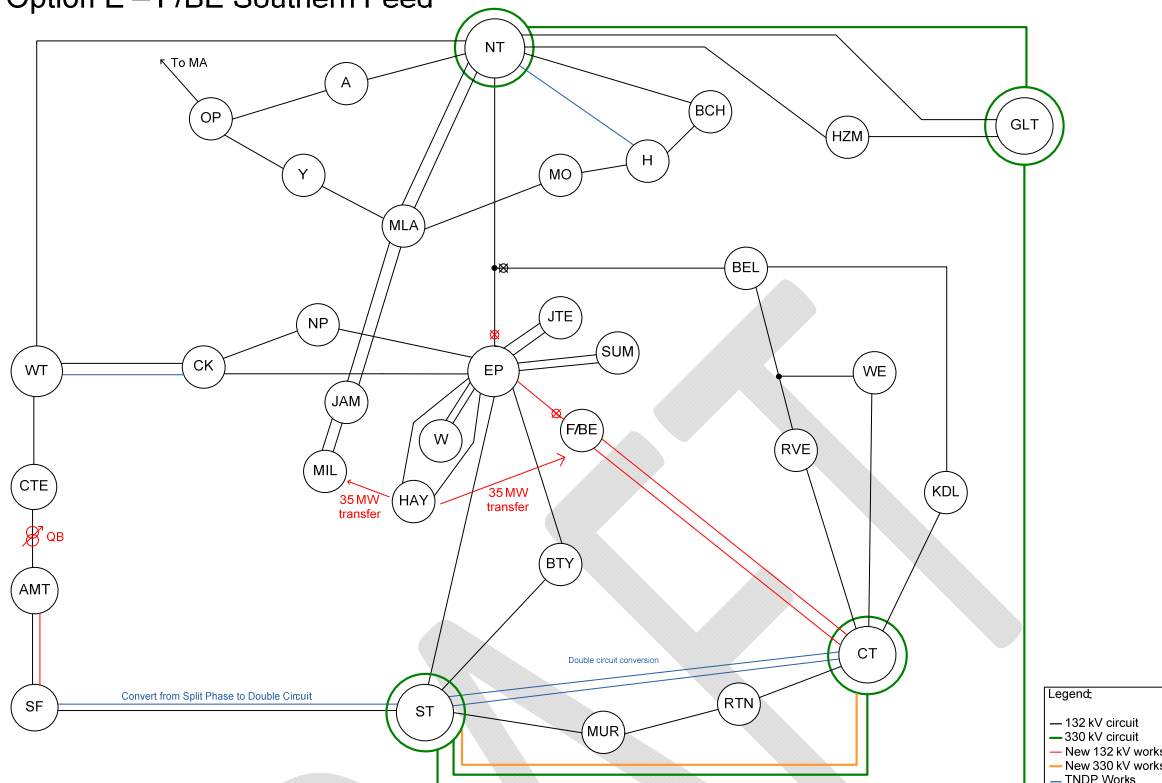 Option E – F/BE Southern Feed
NT
To MA
A
OP
BCH
GLT
HZM
H
MO
Y
MLA
BEL
JTE
NP
SUM
CK
WT
EP
WE
JAM
F/BE
W
RVE
MIL
CTE
KDL
HAY
35 MW
transfer
35 MW
transfer
QB
BTY
AMT
CT
Double circuit conversion
Convert from Split Phase to Double Circuit
SF
ST
RTN
MUR
Legend:
132 kV circuit
330 kV circuit
New 132 kV works
New 330 kV works
TNDP Works